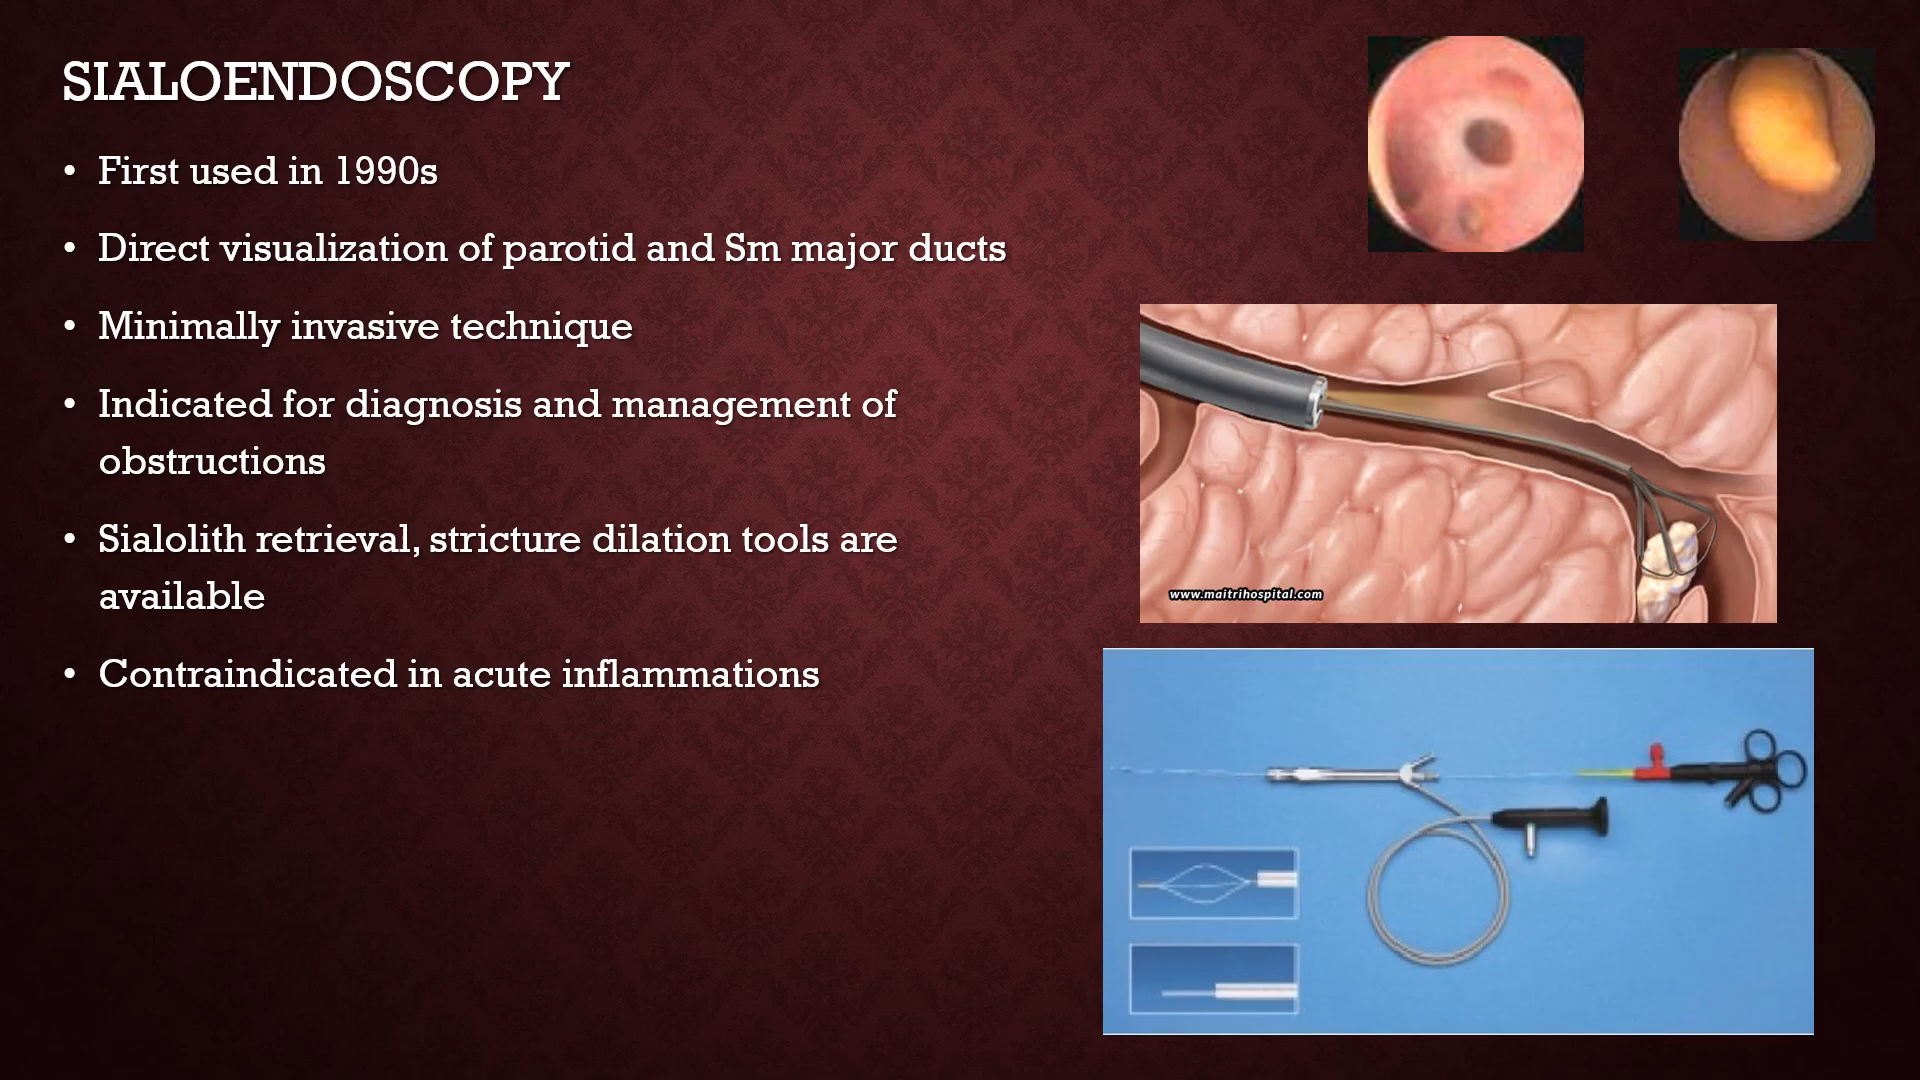 SIALOENDOSCOPY
• First used in 1990s
• Direct visualization of parotid and Sm major ducts
• Minimally invasive technique
• Indicated for diagnosis and management of
obstructions
• Sialolith retrieval, stricture dilation tools are
available
• Contraindicated in acute inflammations
www.maitrihospital.com